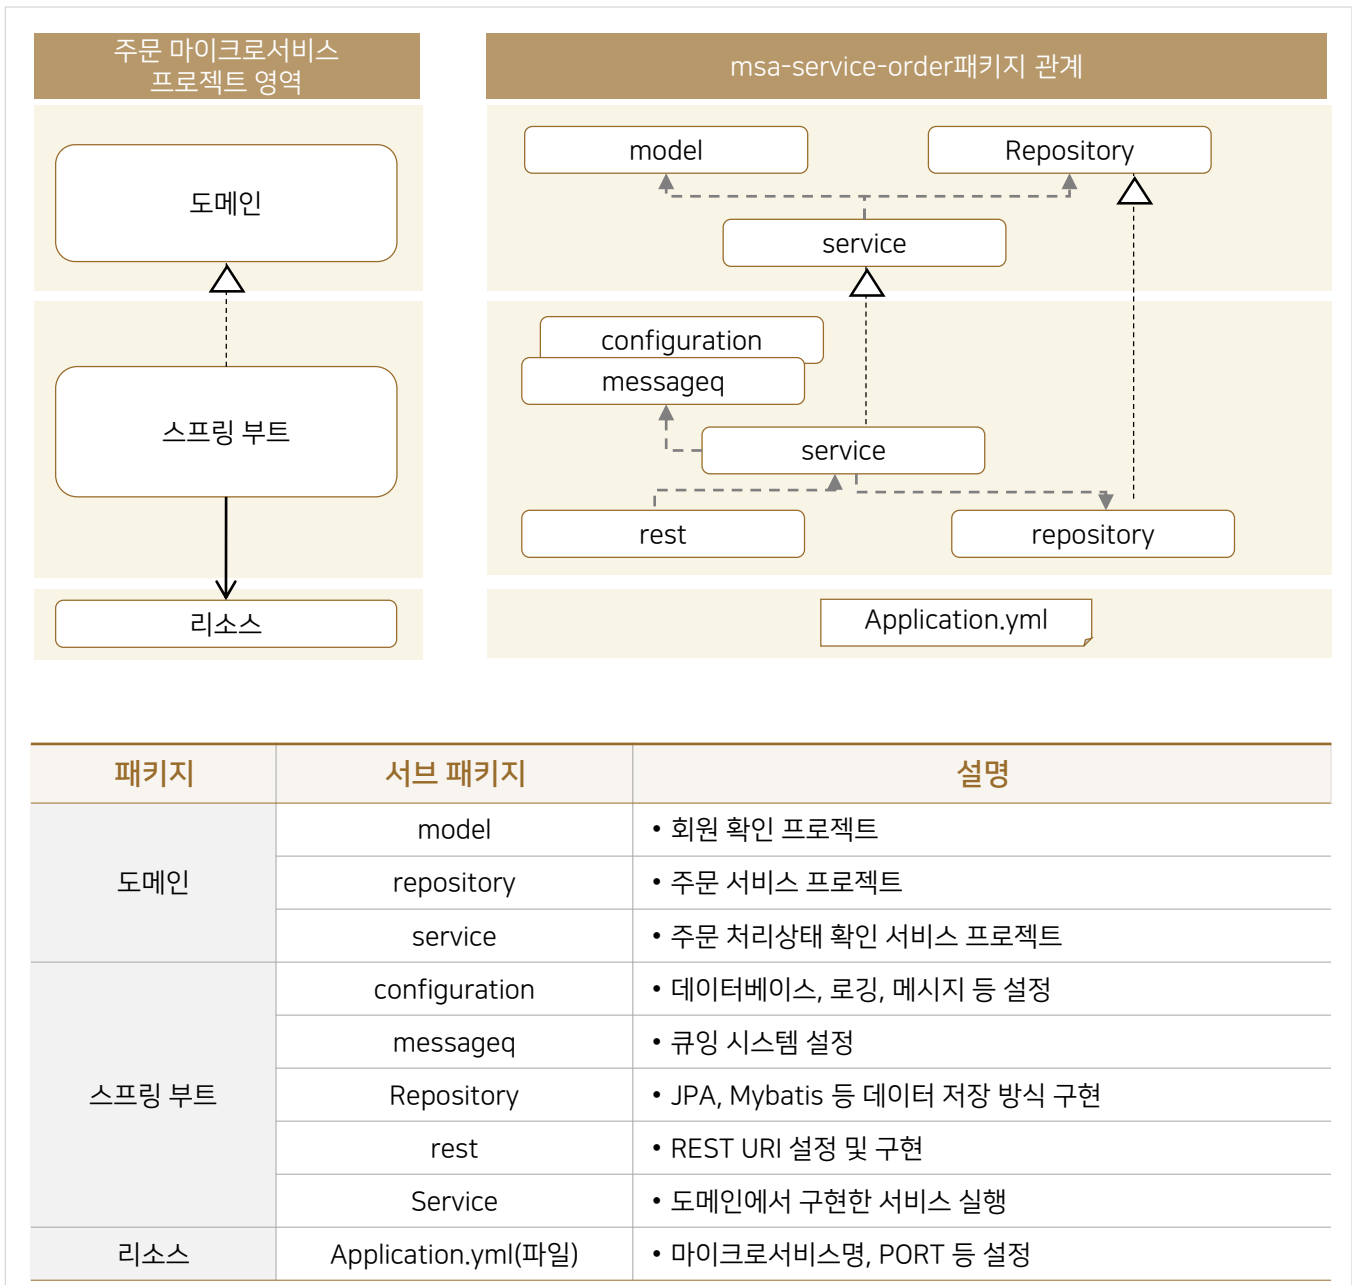 주문 마이크로서비스
프로젝트 영역
msa-service-order패키지 관계
도메인
스프링 부트
리소스
model
Repository
service
configuration
messageq
service
rest
repository
Application.yml
패키지 서브 패키지 설명
도메인
model • 회원 확인 프로젝트
repository • 주문 서비스 프로젝트
service • 주문 처리상태 확인 서비스 프로젝트
스프링 부트
configuration • 데이터베이스, 로깅, 메시지 등 설정
messageq • 큐잉 시스템 설정
Repository • JPA, Mybatis 등 데이터 저장 방식 구현
rest • REST URI 설정 및 구현
Service • 도메인에서 구현한 서비스 실행
리소스 Application.yml(파일) • 마이크로서비스명, PORT 등 설정